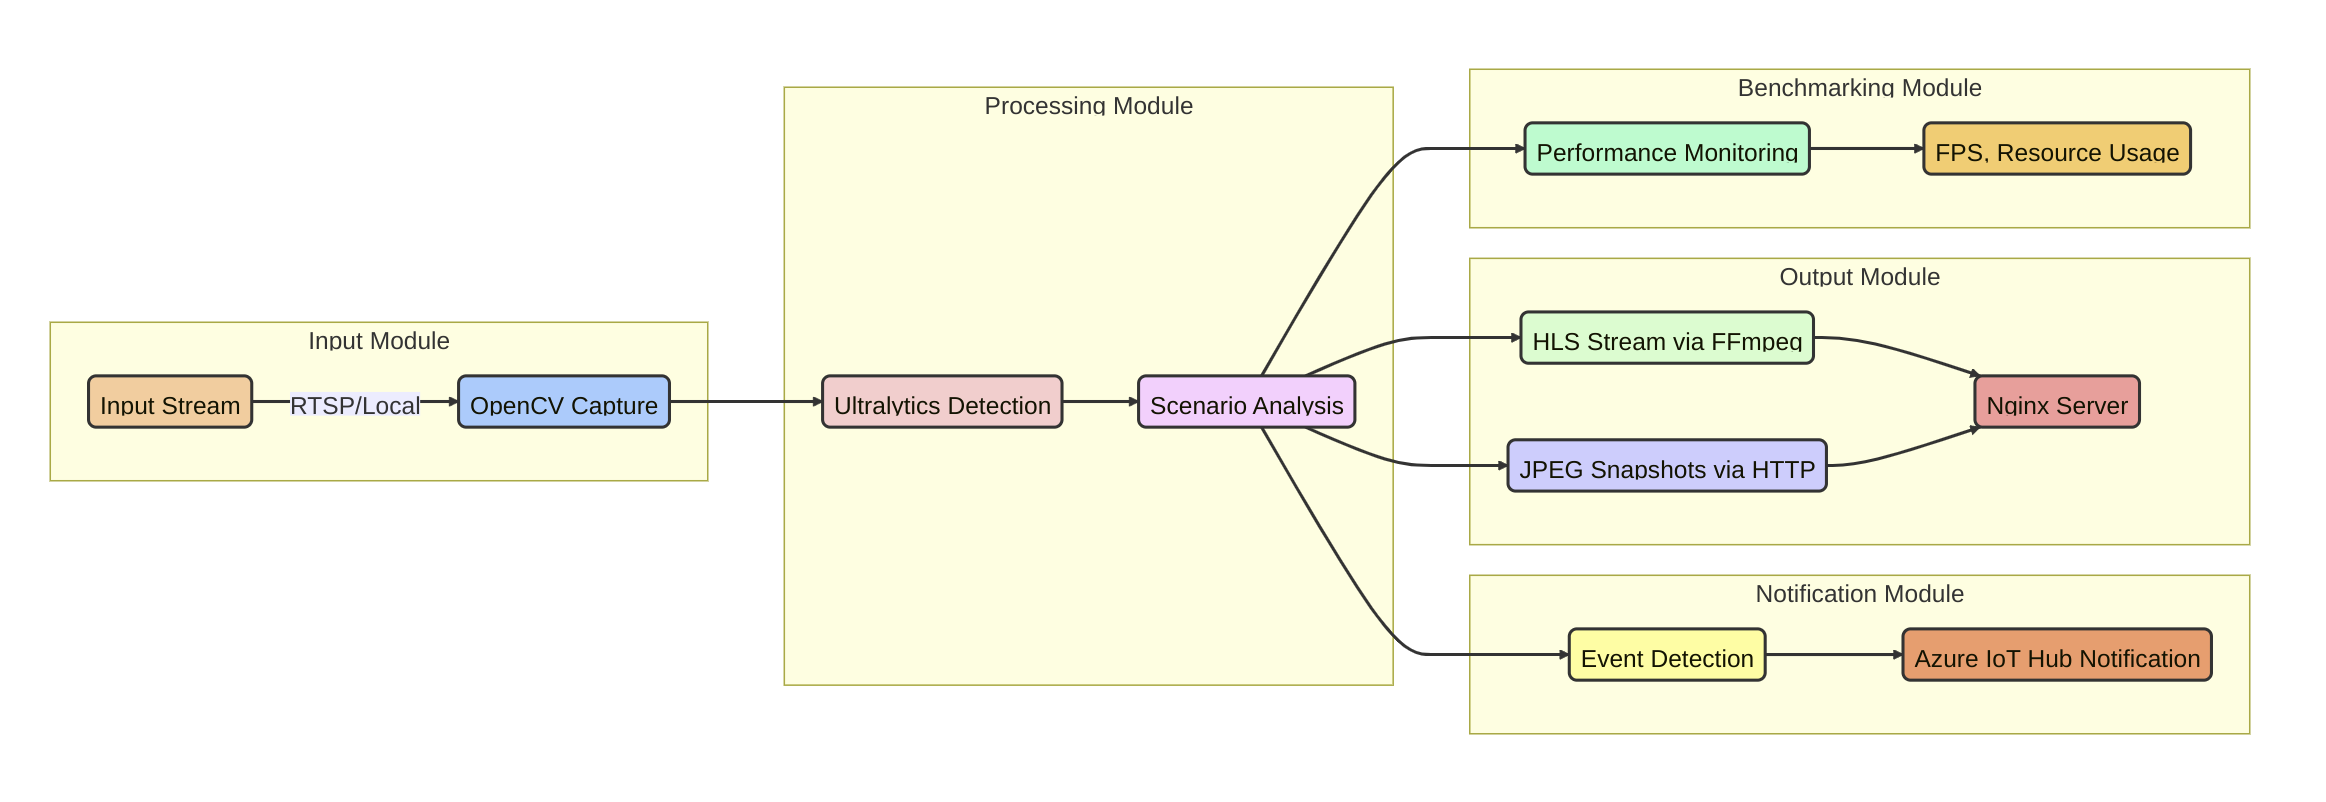 Input Module
Input Stream
RTSP/Local
OpenCV Capture
Processing Module
Ultralytics Detection
Scenario Analysis
Benchmarking Module
Performance Monitoring
FPS, Resource Usage
Output Module
HLS Stream via FFmpeg
JPEG Snapshots via HTTP
Nginx Server
Notification Module
Event Detection
Azure IoT Hub Notification